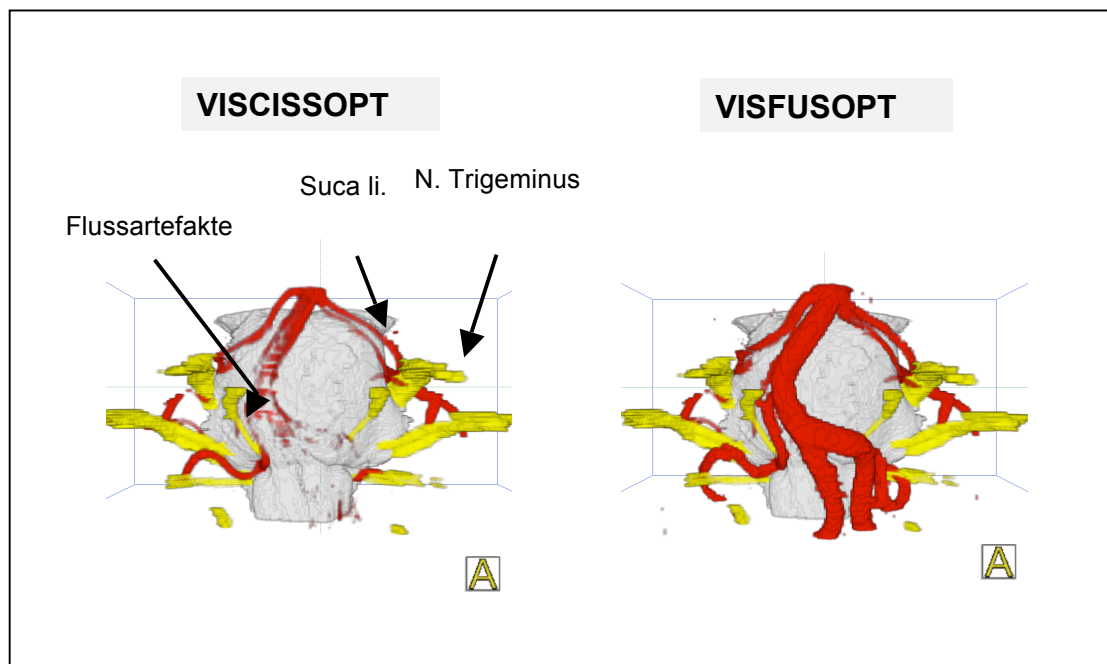 VISCISSOPT
VISFUSOPT
Suca li.
N. Trigeminus
Flussartefakte
A
A